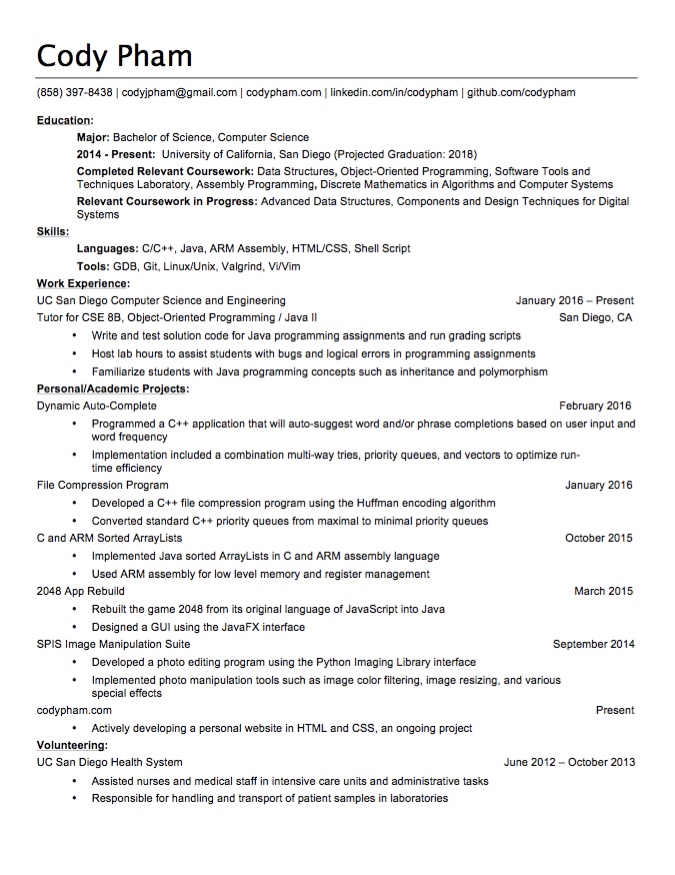 Cody Pham
(858) 397-8438 | codyjpham@gmail.com | codypham.com | linkedin.com/in/codypham | github.com/codypham
Education:
Major: Bachelor of Science, Computer Science
2014 - Present: University of California, San Diego (Projected Graduation: 2018)
Completed Relevant Coursework: Data Structures, Object-Oriented Programming, Software Tools and
Techniques Laboratory, Assembly Programming, Discrete Mathematics in Algorithms and Computer Systems
Relevant Coursework in Progress: Advanced Data Structures, Components and Design Techniques for Digital
Systems
Skills:
Languages: C/C++, Java, ARM Assembly, HTML/CSS, Shell Script
Tools: GDB, Git, Linux/Unix, Valgrind, Vi/Vim
Work Experience:
UC San Diego Computer Science and Engineering January 2016 – Present
Tutor for CSE 8B, Object-Oriented Programming / Java II San Diego, CA
• Write and test solution code for Java programming assignments and run grading scripts
• Host lab hours to assist students with bugs and logical errors in programming assignments
• Familiarize students with Java programming concepts such as inheritance and polymorphism
Personal/Academic Projects:
Dynamic Auto-Complete February 2016
• Programmed a C++ application that will auto-suggest word and/or phrase completions based on user input and
word frequency
• Implementation included a combination multi-way tries, priority queues, and vectors to optimize run-
time efficiency
File Compression Program January 2016
• Developed a C++ file compression program using the Huffman encoding algorithm
• Converted standard C++ priority queues from maximal to minimal priority queues
C and ARM Sorted ArrayLists October 2015
• Implemented Java sorted ArrayLists in C and ARM assembly language
• Used ARM assembly for low level memory and register management
2048 App Rebuild March 2015
• Rebuilt the game 2048 from its original language of JavaScript into Java
• Designed a GUI using the JavaFX interface
SPIS Image Manipulation Suite September 2014
• Developed a photo editing program using the Python Imaging Library interface
• Implemented photo manipulation tools such as image color filtering, image resizing, and various
special effects
codypham.com Present
• Actively developing a personal website in HTML and CSS, an ongoing project
Volunteering:
UC San Diego Health System June 2012 – October 2013
• Assisted nurses and medical staff in intensive care units and administrative tasks
• Responsible for handling and transport of patient samples in laboratories